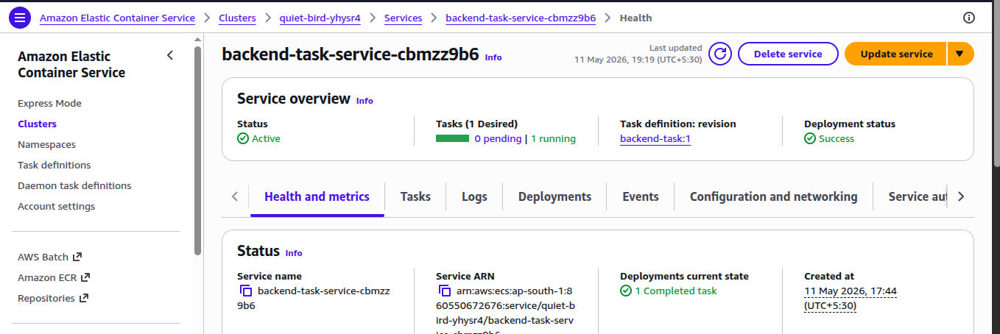 Amazon Elastic Container Service > Clusters > quiet-bird-yhysr4 > Services > backend-task-service-cbmzz9b6 > Health
Amazon Elastic
Container Service
Express Mode
Clusters
Namespaces
Task definitions
Daemon task definitions
Account settings
AWS Batch
Amazon ECR
Repositories
backend-task-service-cbmzz9b6 Info
Last updated
11 May 2026, 19:19 (UTC+5:30)
Delete service
Update service
Service overview Info
Status
Active
Tasks (1 Desired)
0 pending | 1 running
Task definition: revision
backend-task:1
Deployment status
Success
Health and metrics
Tasks
Logs
Deployments
Events
Configuration and networking
Service aut
Status Info
Service name
backend-task-service-cbmzz
9b6
Service ARN
arn:aws:ecs:ap-south-1:8
60550672676:service/quiet-b
ird-yhysr4/backend-task-serv
ice-cbmzz9b6
Deployments current state
1 Completed task
Created at
11 May 2026, 17:44
(UTC+5:30)